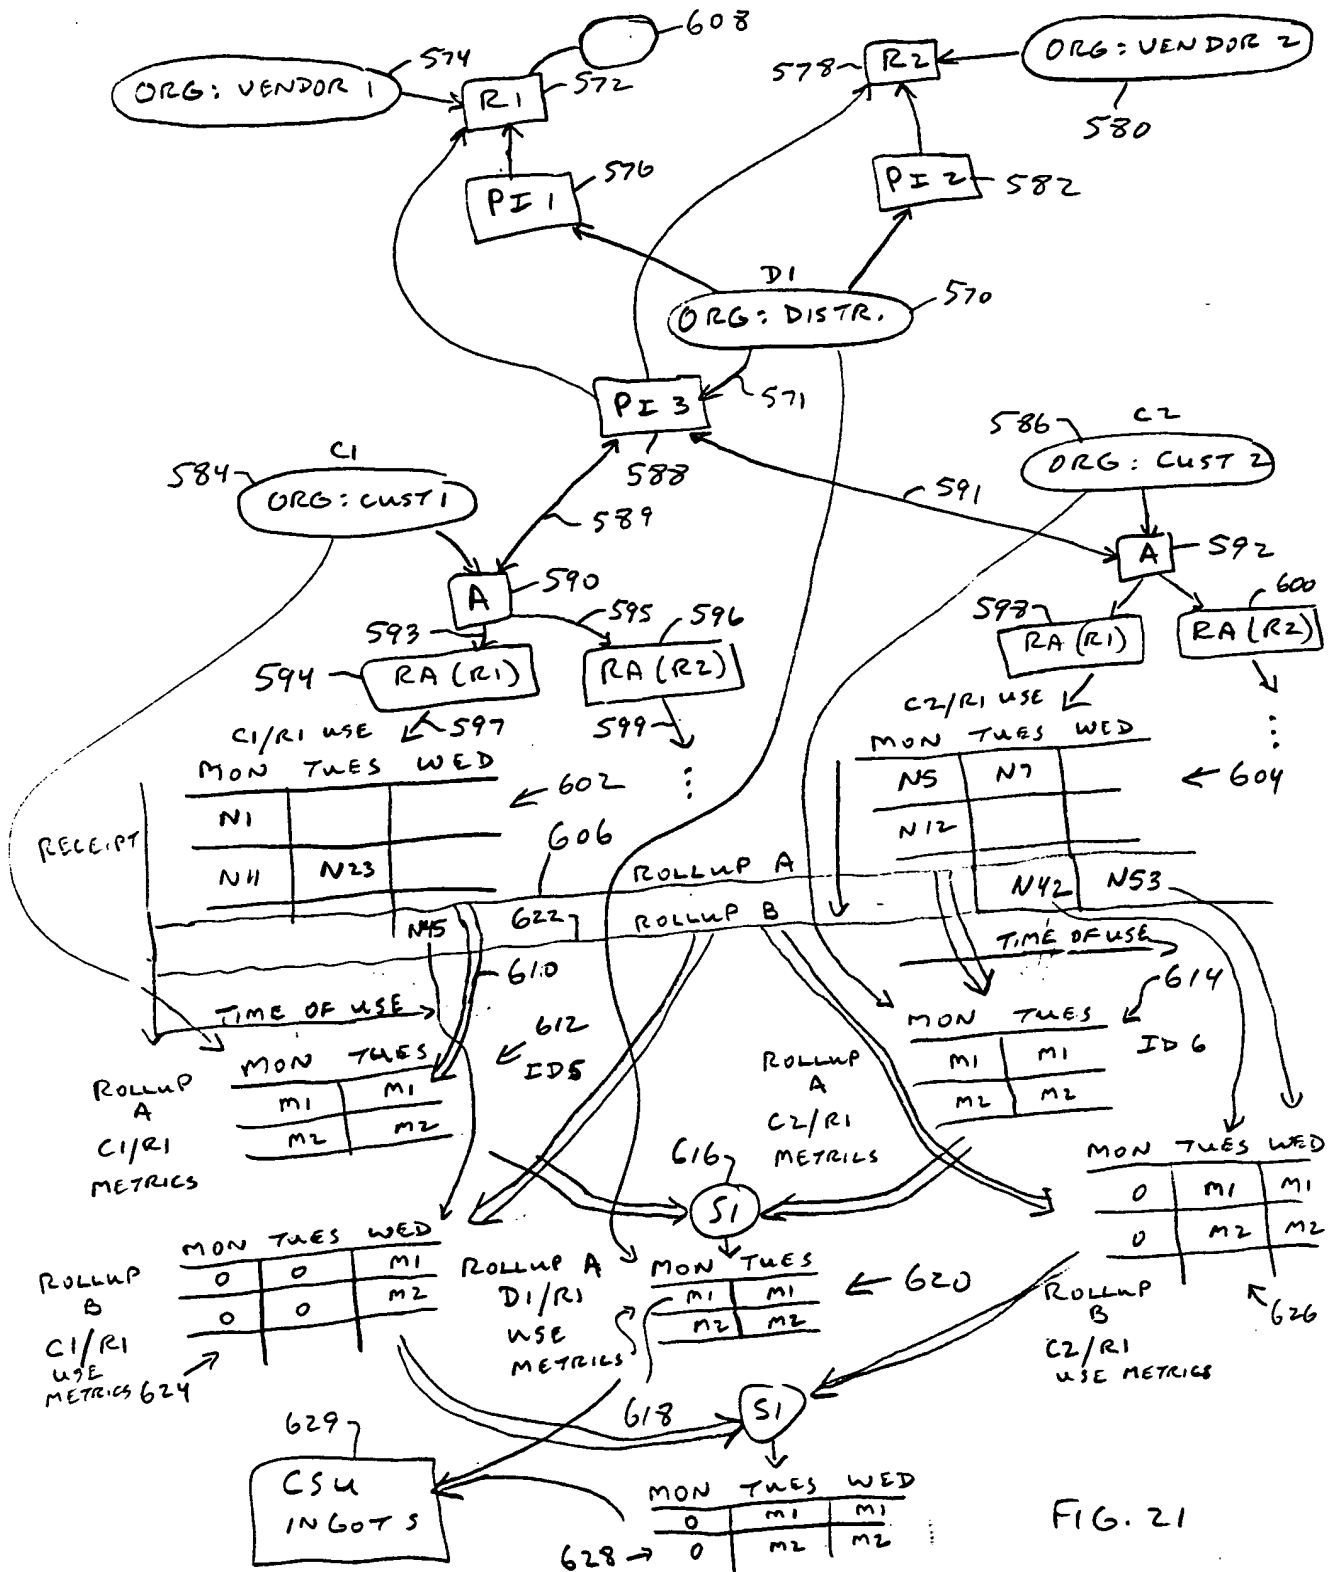 608
574
ORG: VENDOR 1
R1
572
578
R2
ORG: VENDOR 2
580
576
PI 1
PI 2
582
D1
ORG: DISTR.
570
PI 3
571
588
C1
584
ORG: CUST 1
589
591
586
C2
ORG: CUST 2
A
590
A
592
593
595
596
598
600
594
RA (R1)
RA (R2)
RA (R1)
RA (R2)
C1/R1 USE
597
599
C2/R1 USE
MON TUES WED
602
N1
N11 N23
N45
RECEIPT
606
MON TUES WED
N5 N7
604
N12
N42 N53
ROLLUP A
622
ROLLUP B
610
TIME OF USE
TIME OF USE
614
ID 6
612
ID5
ROLLUP
A
C1/R1
METRICS
MON TUES
M1 M1
M2 M2
ROLLUP
A
C2/R1
METRICS
MON TUES
M1 M1
M2 M2
616
S1
MON TUES WED
0 M1 M1
0 M2 M2
626
ROLLUP
B
C2/R1
USE METRICS
ROLLUP
B
C1/R1
USE
METRICS 624
MON TUES WED
0 0 M1
0 0 M2
ROLLUP A
D1/R1
USE
METRICS
MON TUES
M1 M1
M2 M2
620
618
S1
629
CSU
INGOTS
MON TUES WED
0 M1 M1
0 M2 M2
628
FIG. 21